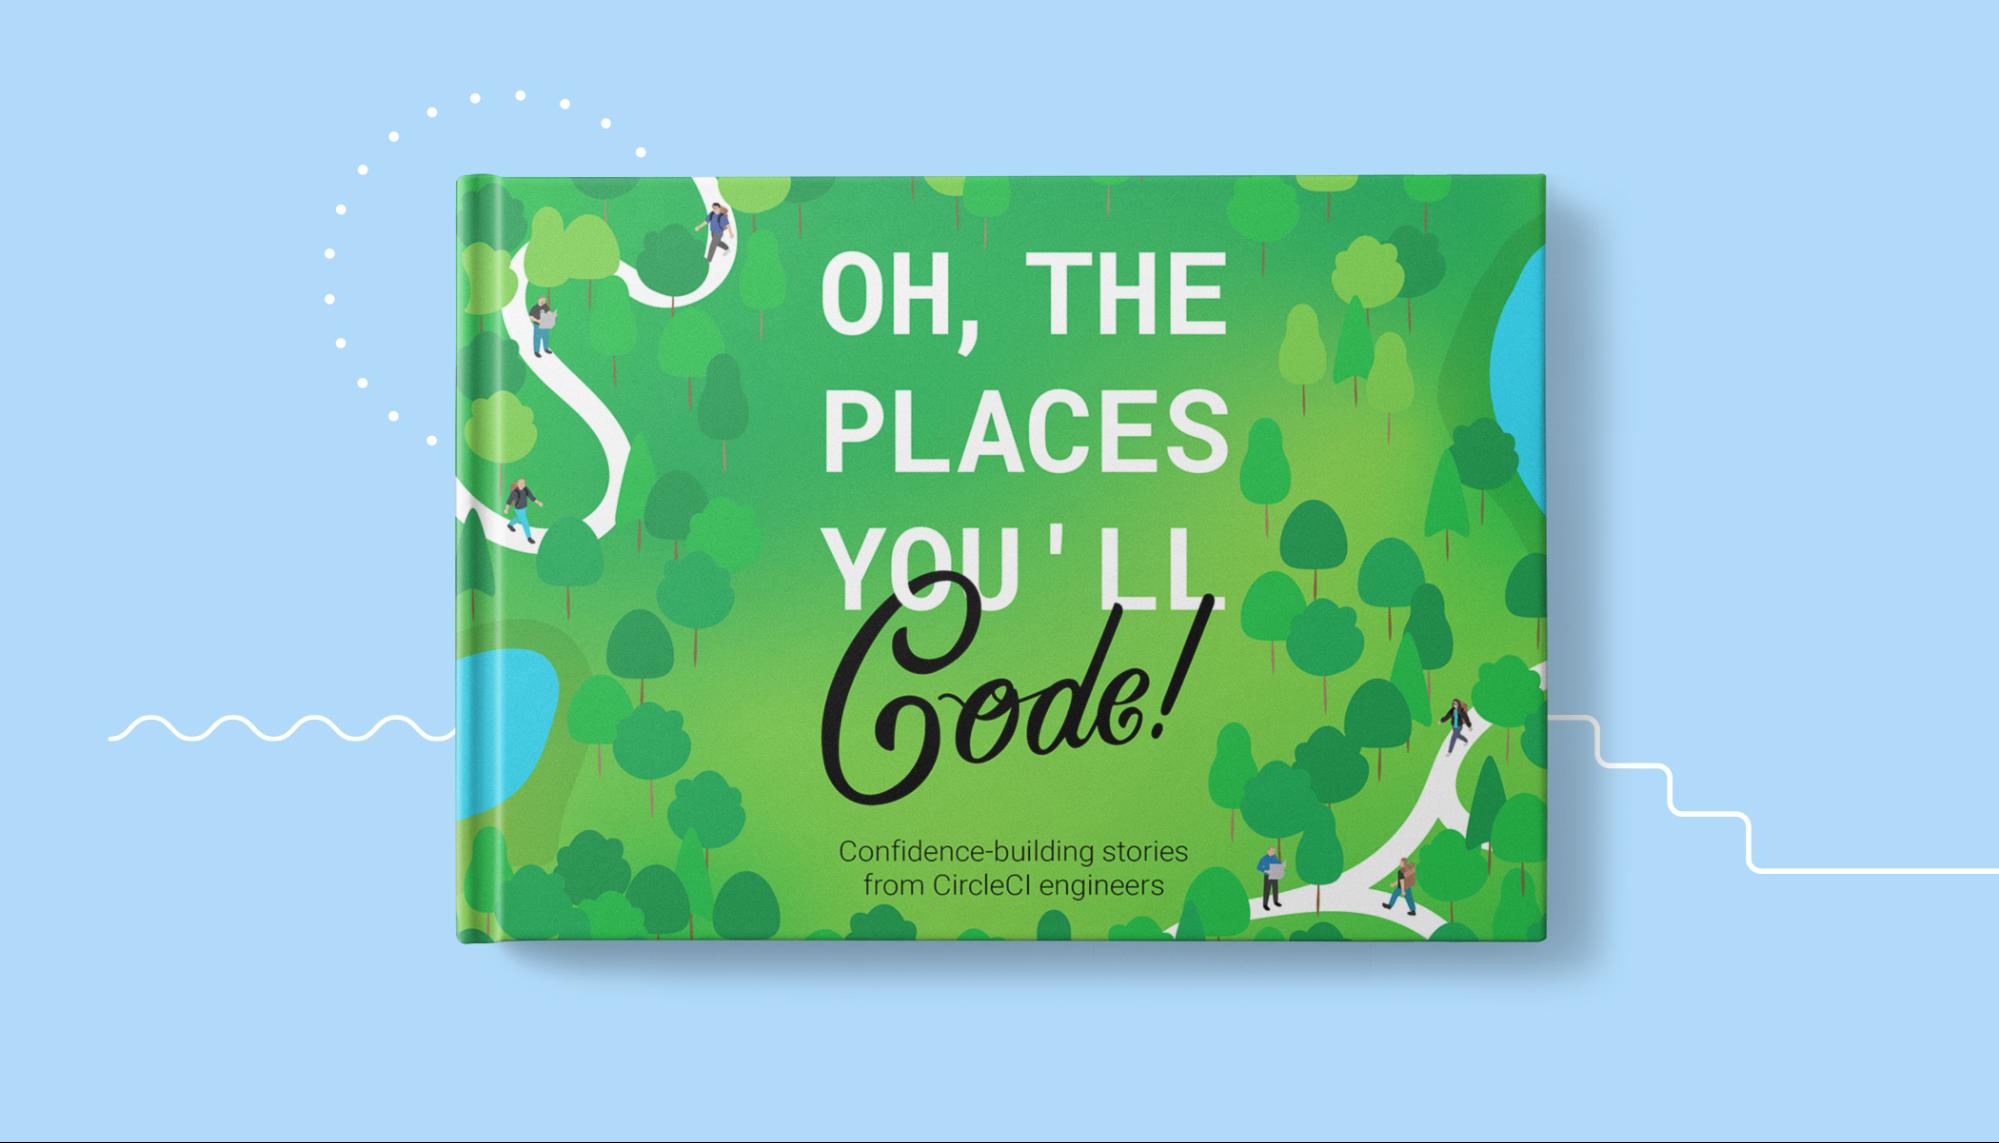 OH, THE
PLACES
YOU'LL
Code!
Confidence-building stories
from CircleCI engineers